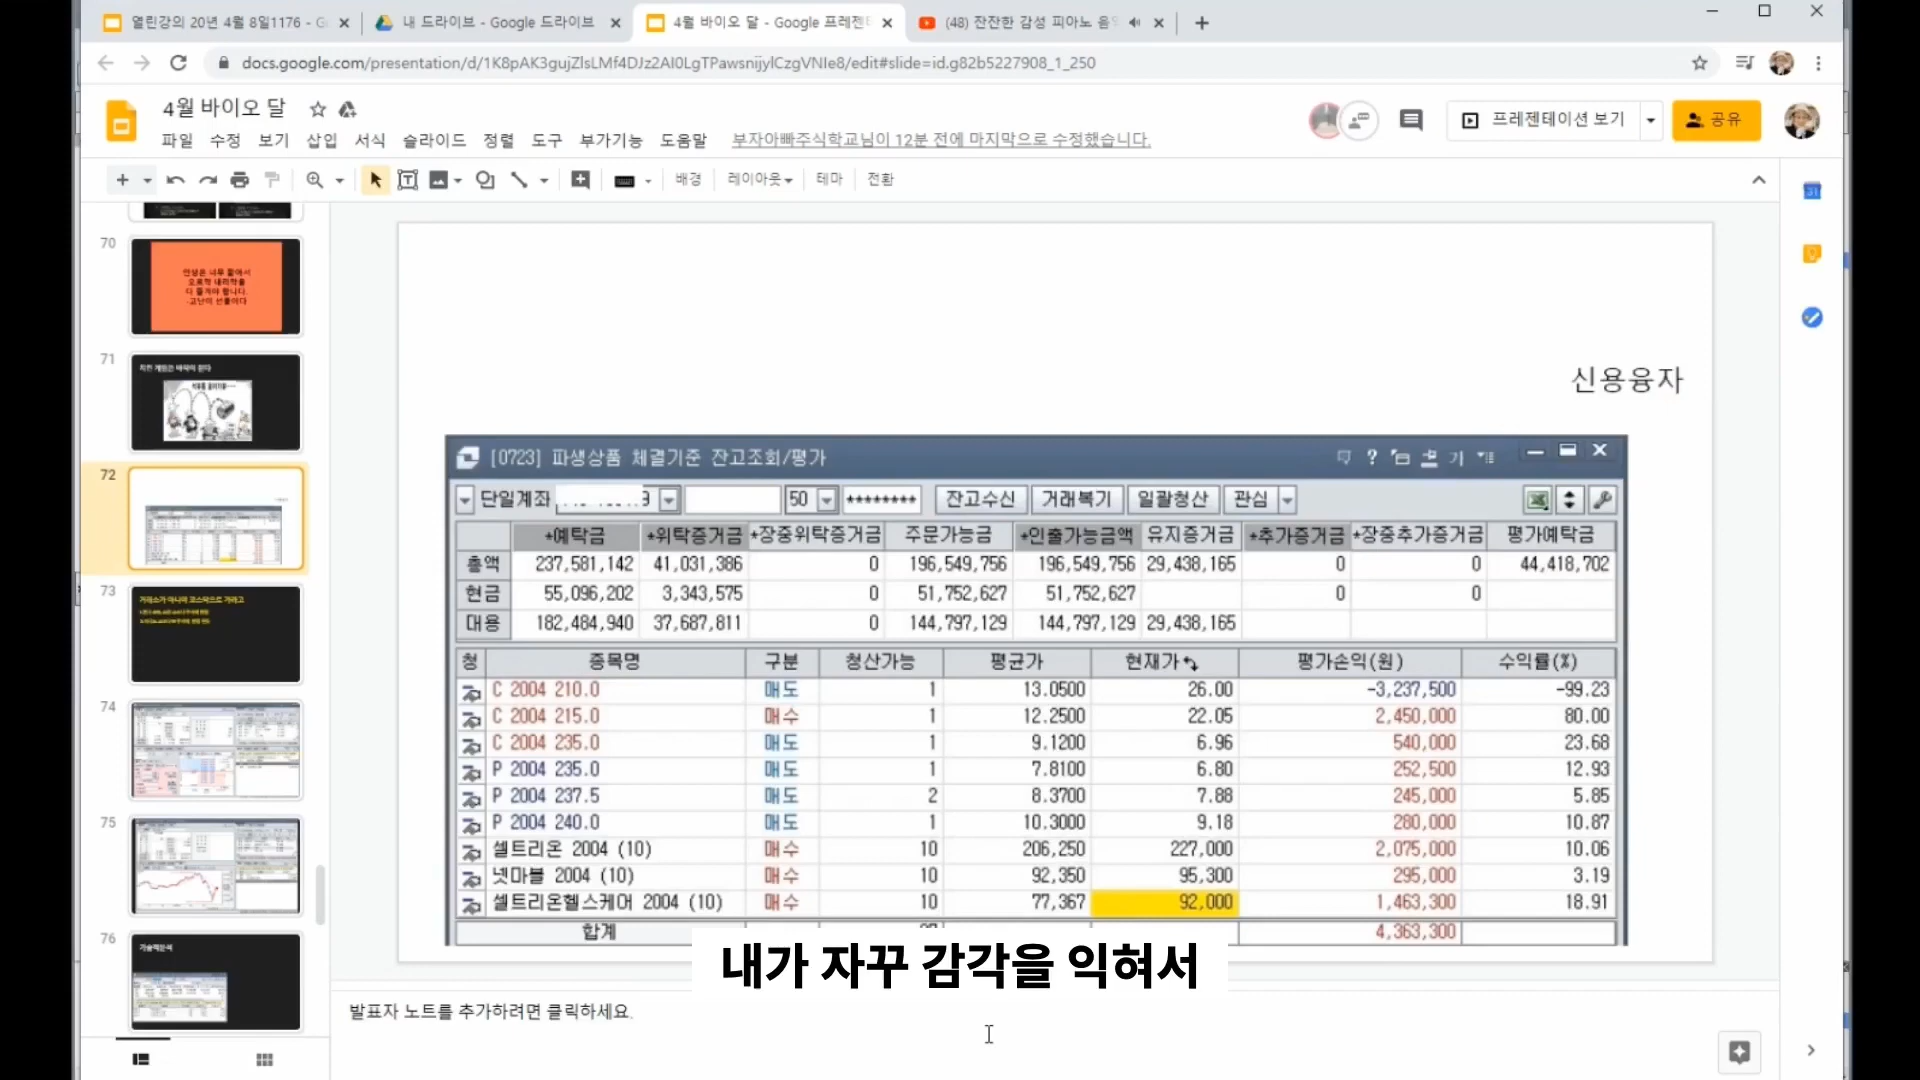 열린강의 20년 4월 8일1176 - G
내 드라이브 - Google 드라이브
4월 바이오 달 - Google 프레젠
(48) 잔잔한 감성 피아노 음
docs.google.com/presentation/d/1K8pAK3gujZlsLMf4DJz2AI0LgTPawsnijylCzgVNIe8/edit#slide=id.g82b5227908_1_250
4월 바이오 달
프레젠테이션 보기
공유
파일 수정 보기 삽입 서식 슬라이드 정렬 도구 부가기능 도움말 부자아빠주식학교님이 12분 전에 마지막으로 수정했습니다.
배경 레이아웃 테마 전환
31
70
71
72
73
거래소가 아니라 코스닥으로 가라고
74
75
76
기술적분석
신용융자
[0723] 파생상품 체결기준 잔고조회/평가
단일계좌 50 ******** 잔고수신 거래복기 일괄청산 관심
*예탁금 *위탁증거금 *장중위탁증거금 주문가능금 *인출가능금액 유지증거금 *추가증거금 *장중추가증거금 평가예탁금
총액 237,581,142 41,031,386 0 196,549,756 196,549,756 29,438,165 0 0 44,418,702
현금 55,096,202 3,343,575 0 51,752,627 51,752,627 0 0
대용 182,484,940 37,687,811 0 144,797,129 144,797,129 29,438,165
청 종목명 구분 청산가능 평균가 현재가 평가손익(원) 수익률(%)
C 2004 210.0 매도 1 13.0500 26.00 -3,237,500 -99.23
C 2004 215.0 매수 1 12.2500 22.05 2,450,000 80.00
C 2004 235.0 매도 1 9.1200 6.96 540,000 23.68
P 2004 235.0 매도 1 7.8100 6.80 252,500 12.93
P 2004 237.5 매도 2 8.3700 7.88 245,000 5.85
P 2004 240.0 매도 1 10.3000 9.18 280,000 10.87
셀트리온 2004 (10) 매수 10 206,250 227,000 2,075,000 10.06
넷마블 2004 (10) 매수 10 92,350 95,300 295,000 3.19
셀트리온헬스케어 2004 (10) 매수 10 77,367 92,000 1,463,300 18.91
합계 4,363,300
내가 자꾸 감각을 익혀서
발표자 노트를 추가하려면 클릭하세요.